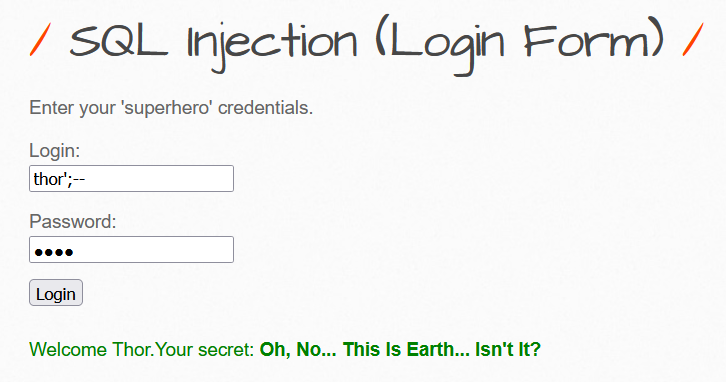 / SQL Injection (Login Form) /
Enter your 'superhero' credentials.
Login:
thor';--
Password:
●●●●
Login
Welcome Thor.Your secret: Oh, No... This Is Earth... Isn't It?